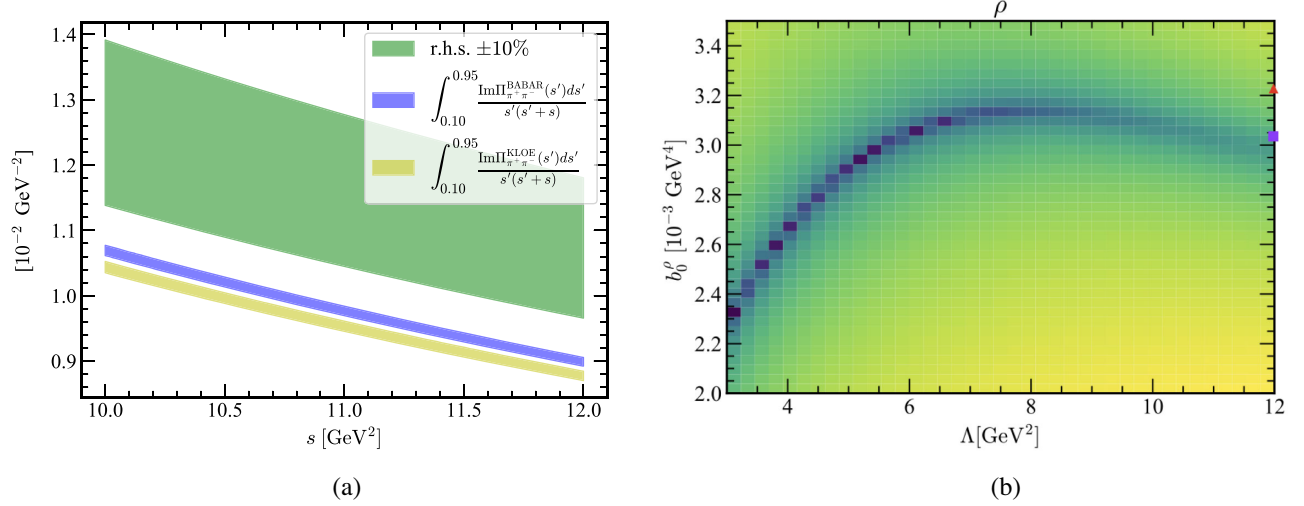 1.4
1.3
1.2
1.1
1.0
0.9
[10⁻² GeV⁻²]
r.h.s. ±10%
∫_{0.10}^{0.95} ImΠ^{BABAR}_{π⁺π⁻}(s′)ds′ / s′(s′+s)
∫_{0.10}^{0.95} ImΠ^{KLOE}_{π⁺π⁻}(s′)ds′ / s′(s′+s)
10.0 10.5 11.0 11.5 12.0
s [GeV²]
(a)
ρ
3.4
3.2
3.0
2.8
2.6
2.4
2.2
2.0
b₀^ρ [10⁻³ GeV⁴]
4 6 8 10 12
Λ[GeV²]
(b)